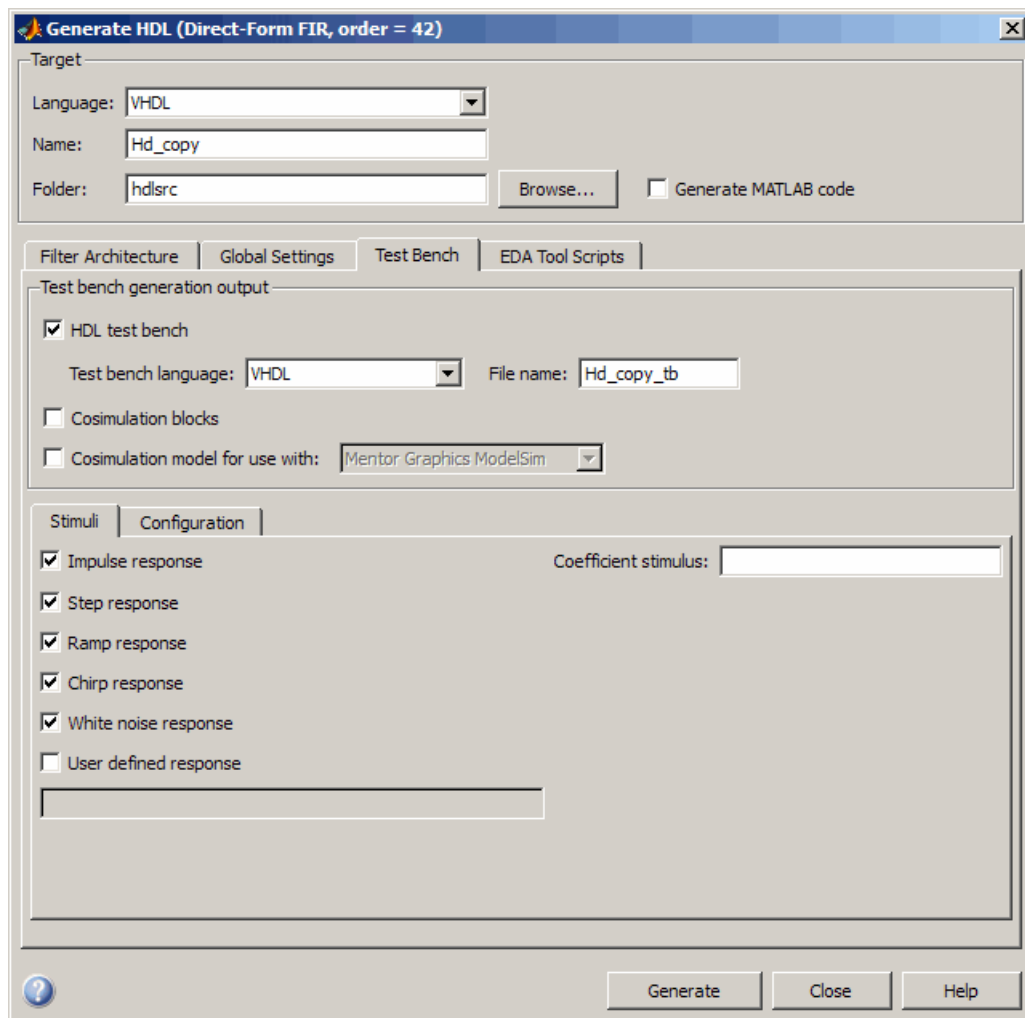 Generate HDL (Direct-Form FIR, order = 42)
Target
Language: VHDL
Name: Hd_copy
Folder: hdlsrc Browse... Generate MATLAB code
Filter Architecture Global Settings Test Bench EDA Tool Scripts
Test bench generation output
HDL test bench
Test bench language: VHDL File name: Hd_copy_tb
Cosimulation blocks
Cosimulation model for use with: Mentor Graphics ModelSim
Stimuli Configuration
Impulse response Coefficient stimulus:
Step response
Ramp response
Chirp response
White noise response
User defined response
? Generate Close Help